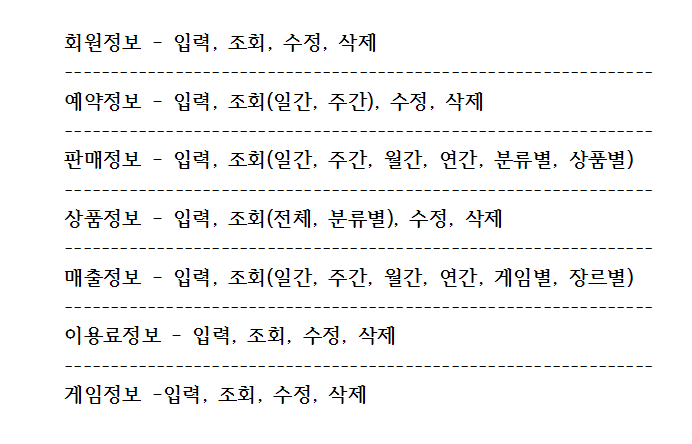 회원정보 - 입력, 조회, 수정, 삭제
----------------------------------------------------------------
예약정보 - 입력, 조회(일간, 주간), 수정, 삭제
----------------------------------------------------------------
판매정보 - 입력, 조회(일간, 주간, 월간, 연간, 분류별, 상품별)
----------------------------------------------------------------
상품정보 - 입력, 조회(전체, 분류별), 수정, 삭제
----------------------------------------------------------------
매출정보 - 입력, 조회(일간, 주간, 월간, 연간, 게임별, 장르별)
----------------------------------------------------------------
이용료정보 - 입력, 조회, 수정, 삭제
----------------------------------------------------------------
게임정보 -입력, 조회, 수정, 삭제